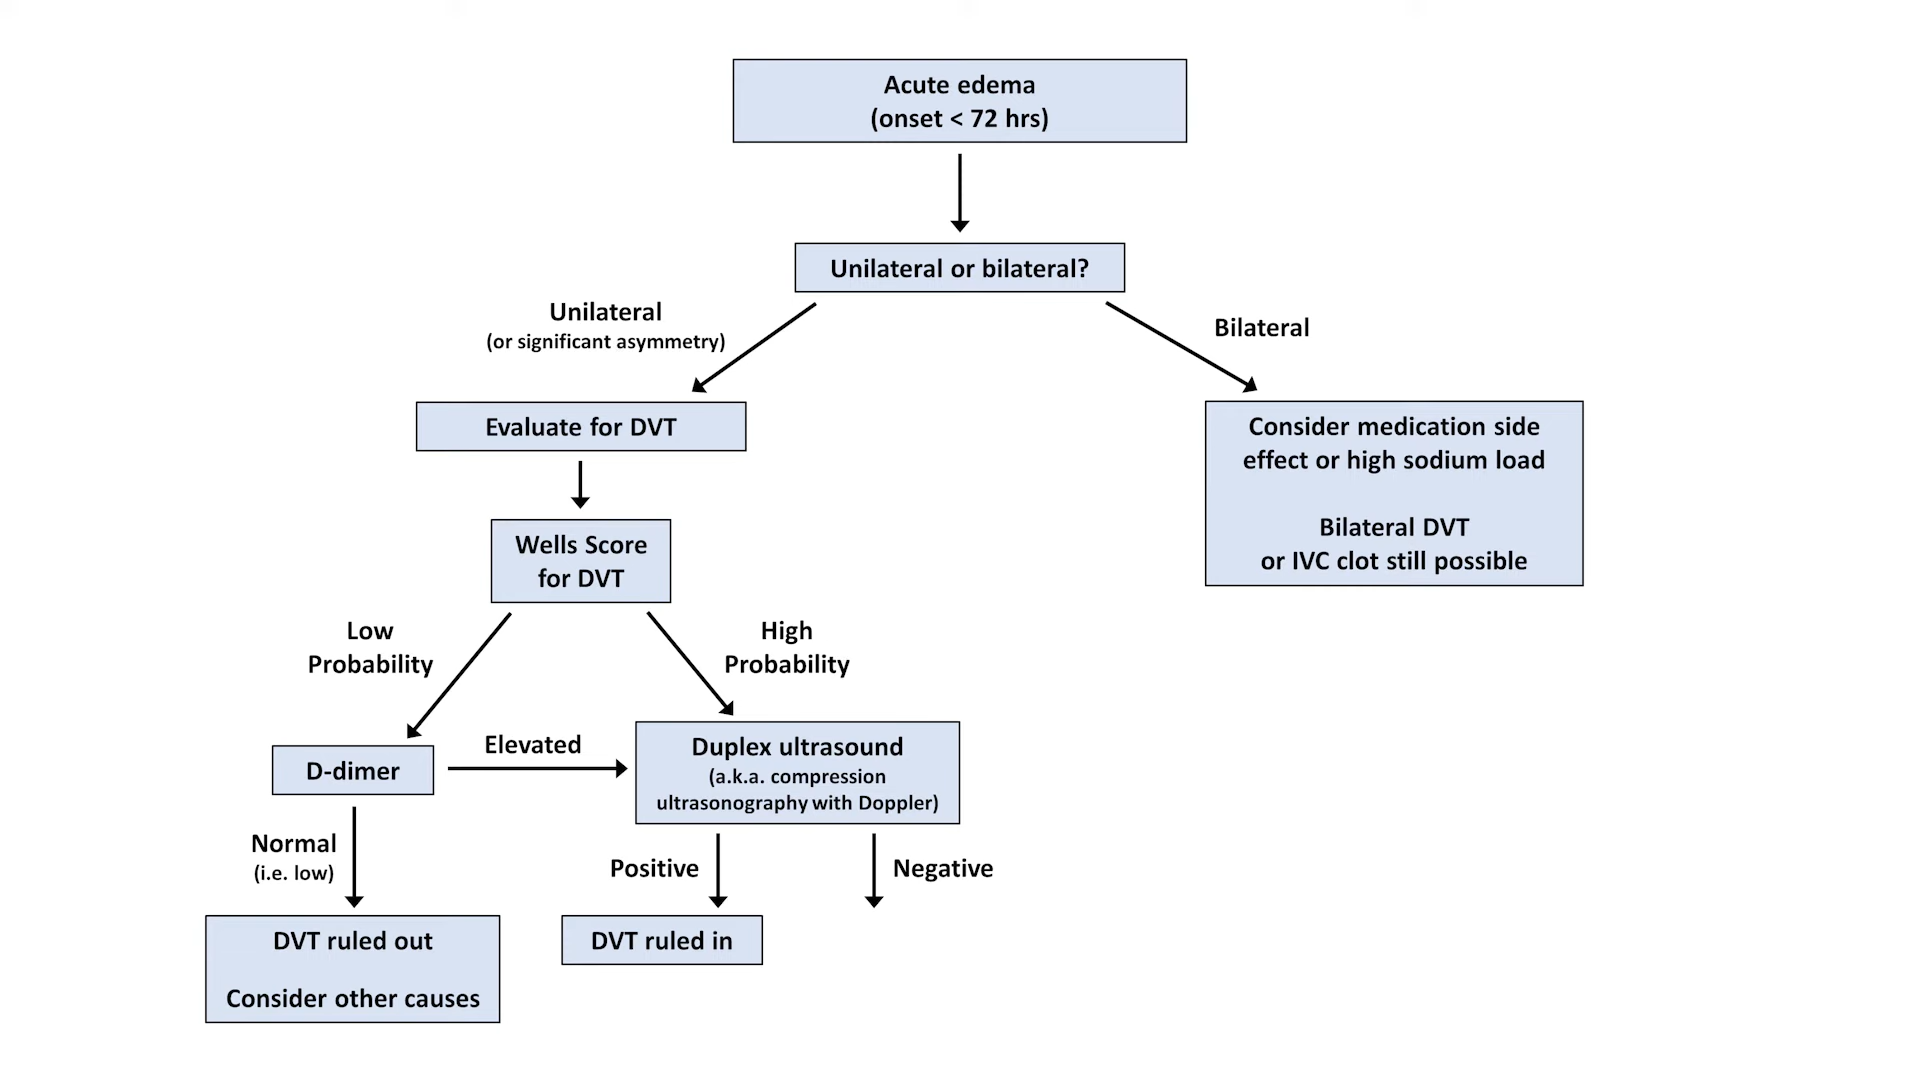 Acute edema
(onset < 72 hrs)
Unilateral or bilateral?
Unilateral
(or significant asymmetry)
Bilateral
Evaluate for DVT
Consider medication side
effect or high sodium load
Bilateral DVT
or IVC clot still possible
Wells Score
for DVT
Low
Probability
High
Probability
D-dimer
Elevated
Duplex ultrasound
(a.k.a. compression
ultrasonography with Doppler)
Normal
(i.e. low)
Positive
Negative
DVT ruled out
Consider other causes
DVT ruled in